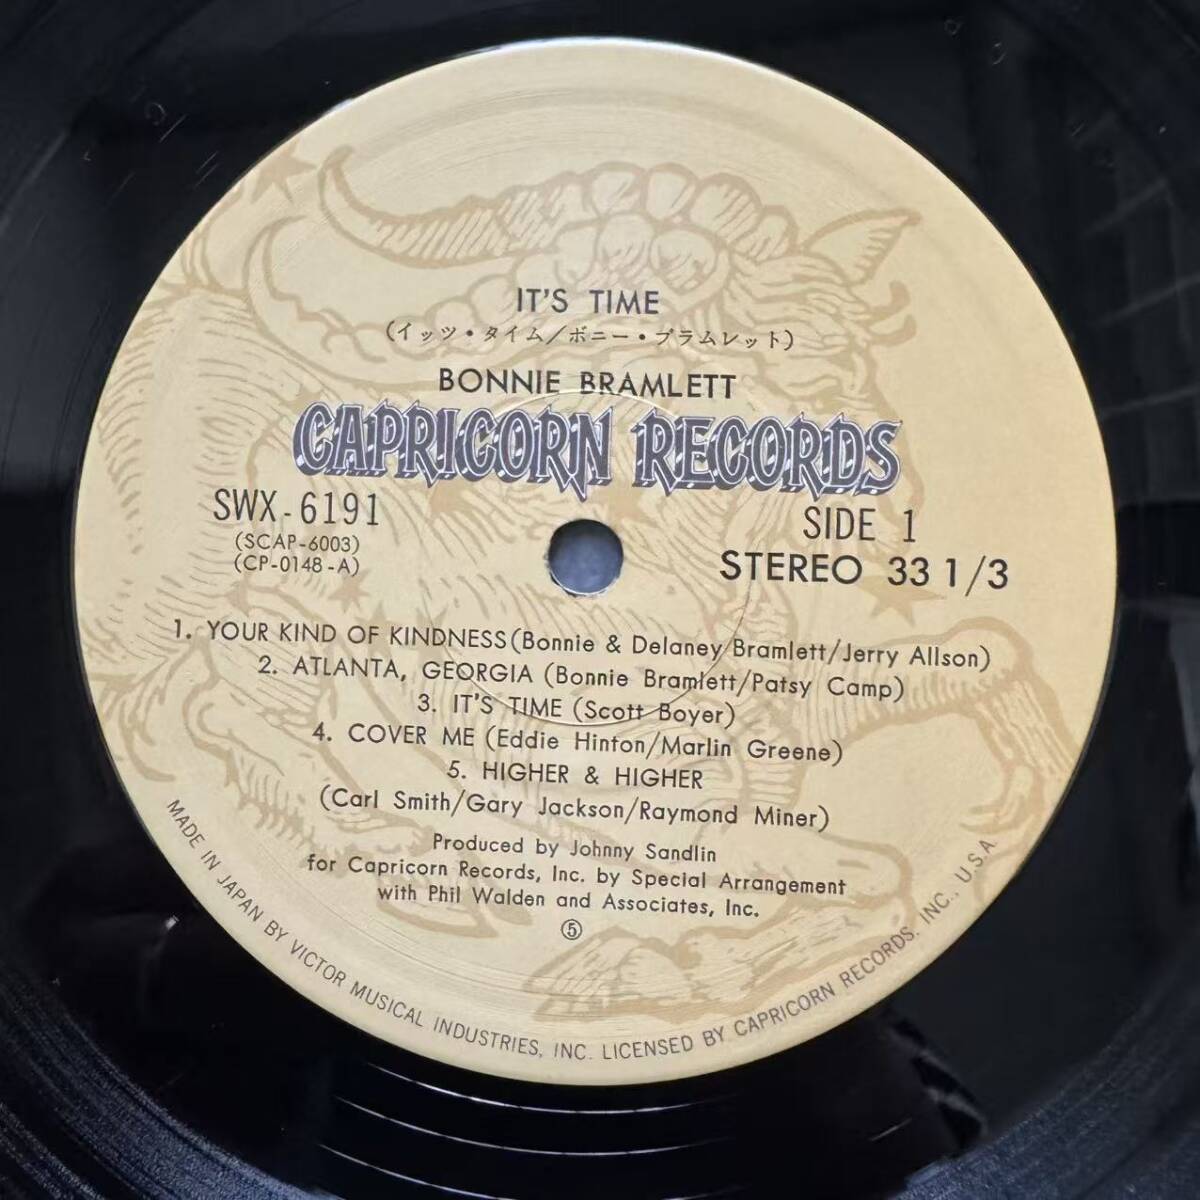 IT'S TIME
(イッツ・タイム/ボニー・ブラムレット)
BONNIE BRAMLETT
CAPRICORN RECORDS
SWX-6191
(SCAP-6003)
(CP-0148-A)
SIDE 1
STEREO 33 1/3
1. YOUR KIND OF KINDNESS (Bonnie & Delaney Bramlett/Jerry Allson)
2. ATLANTA, GEORGIA (Bonnie Bramlett/Patsy Camp)
3. IT'S TIME (Scott Boyer)
4. COVER ME (Eddie Hinton/Marlin Greene)
5. HIGHER & HIGHER
(Carl Smith/Gary Jackson/Raymond Miner)
Produced by Johnny Sandlin
for Capricorn Records, Inc. by Special Arrangement
with Phil Walden and Associates, Inc.
⑤
MADE IN JAPAN BY VICTOR MUSICAL INDUSTRIES, INC. LICENSED BY CAPRICORN RECORDS, INC., U.S.A.